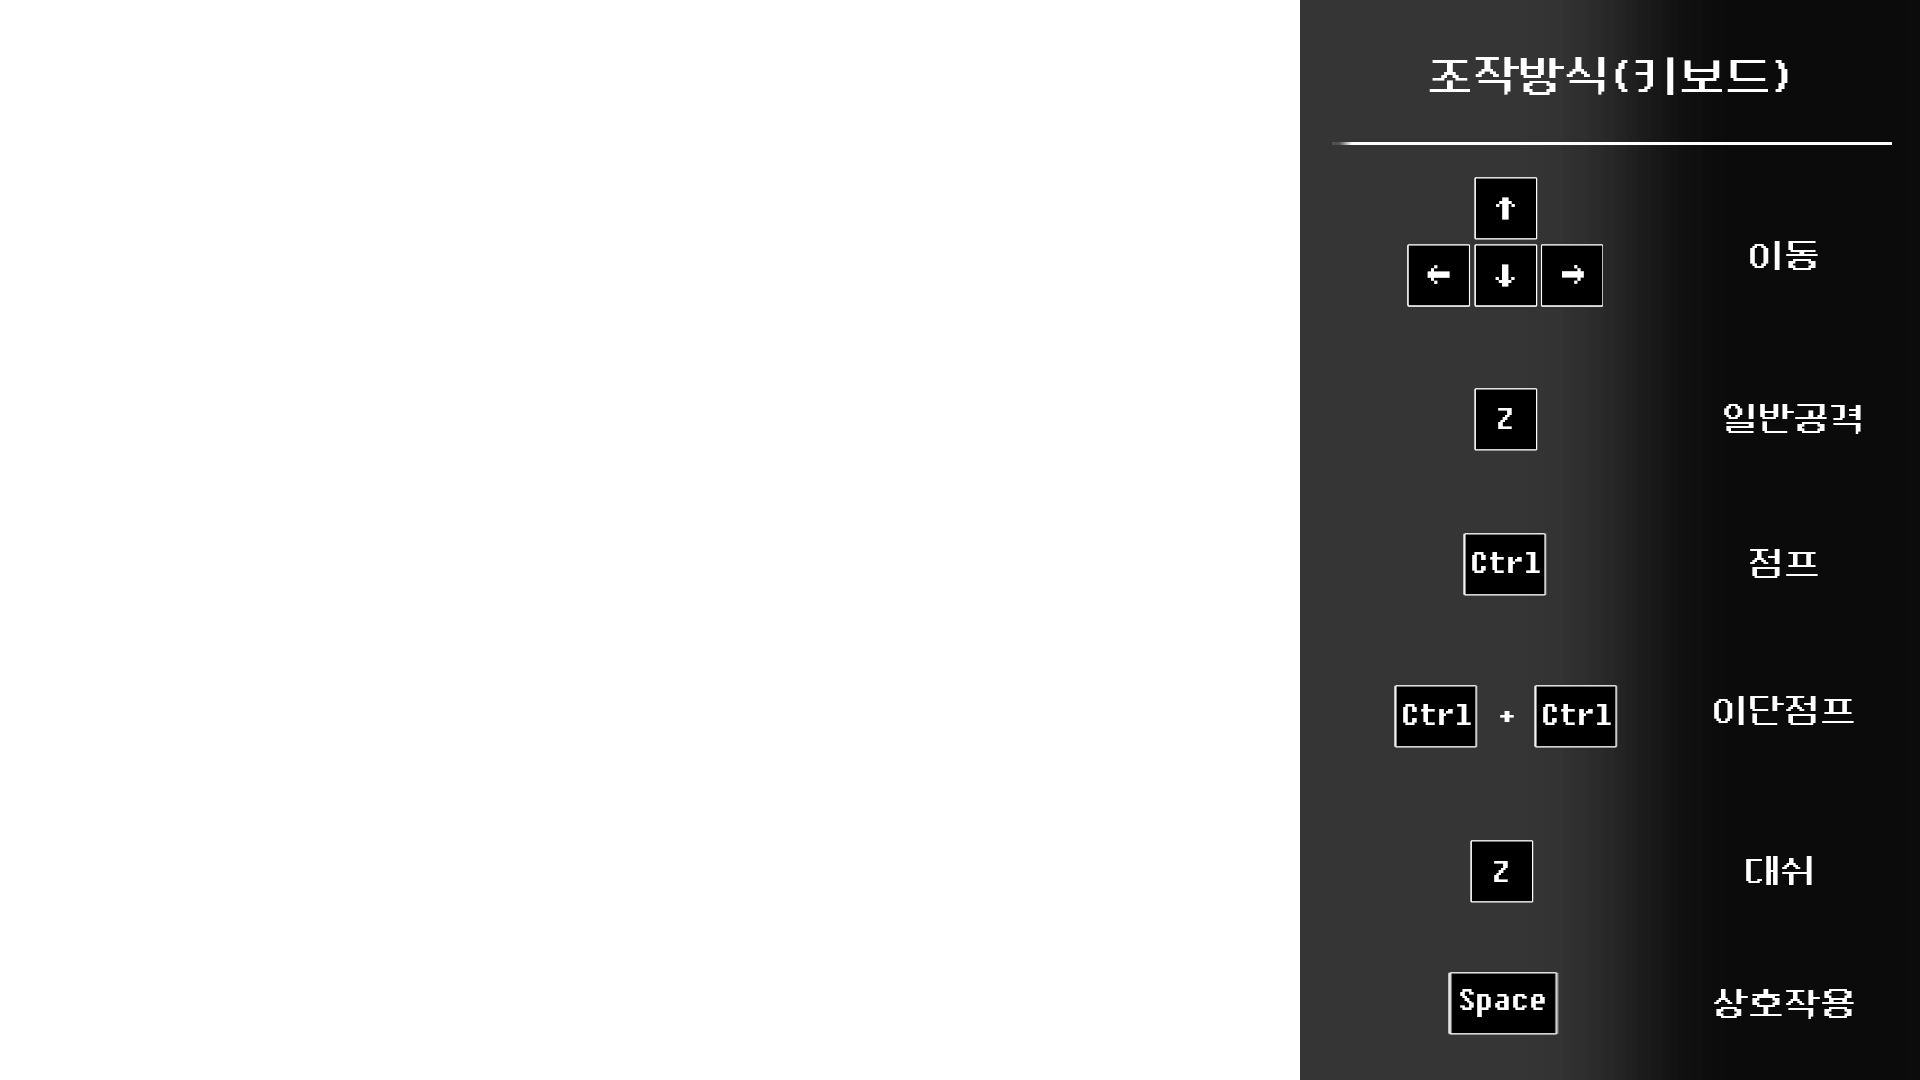 조작방식(키보드)
↑
← ↓ →
이동
Z 일반공격
Ctrl 점프
Ctrl + Ctrl 이단점프
Z 대쉬
Space 상호작용